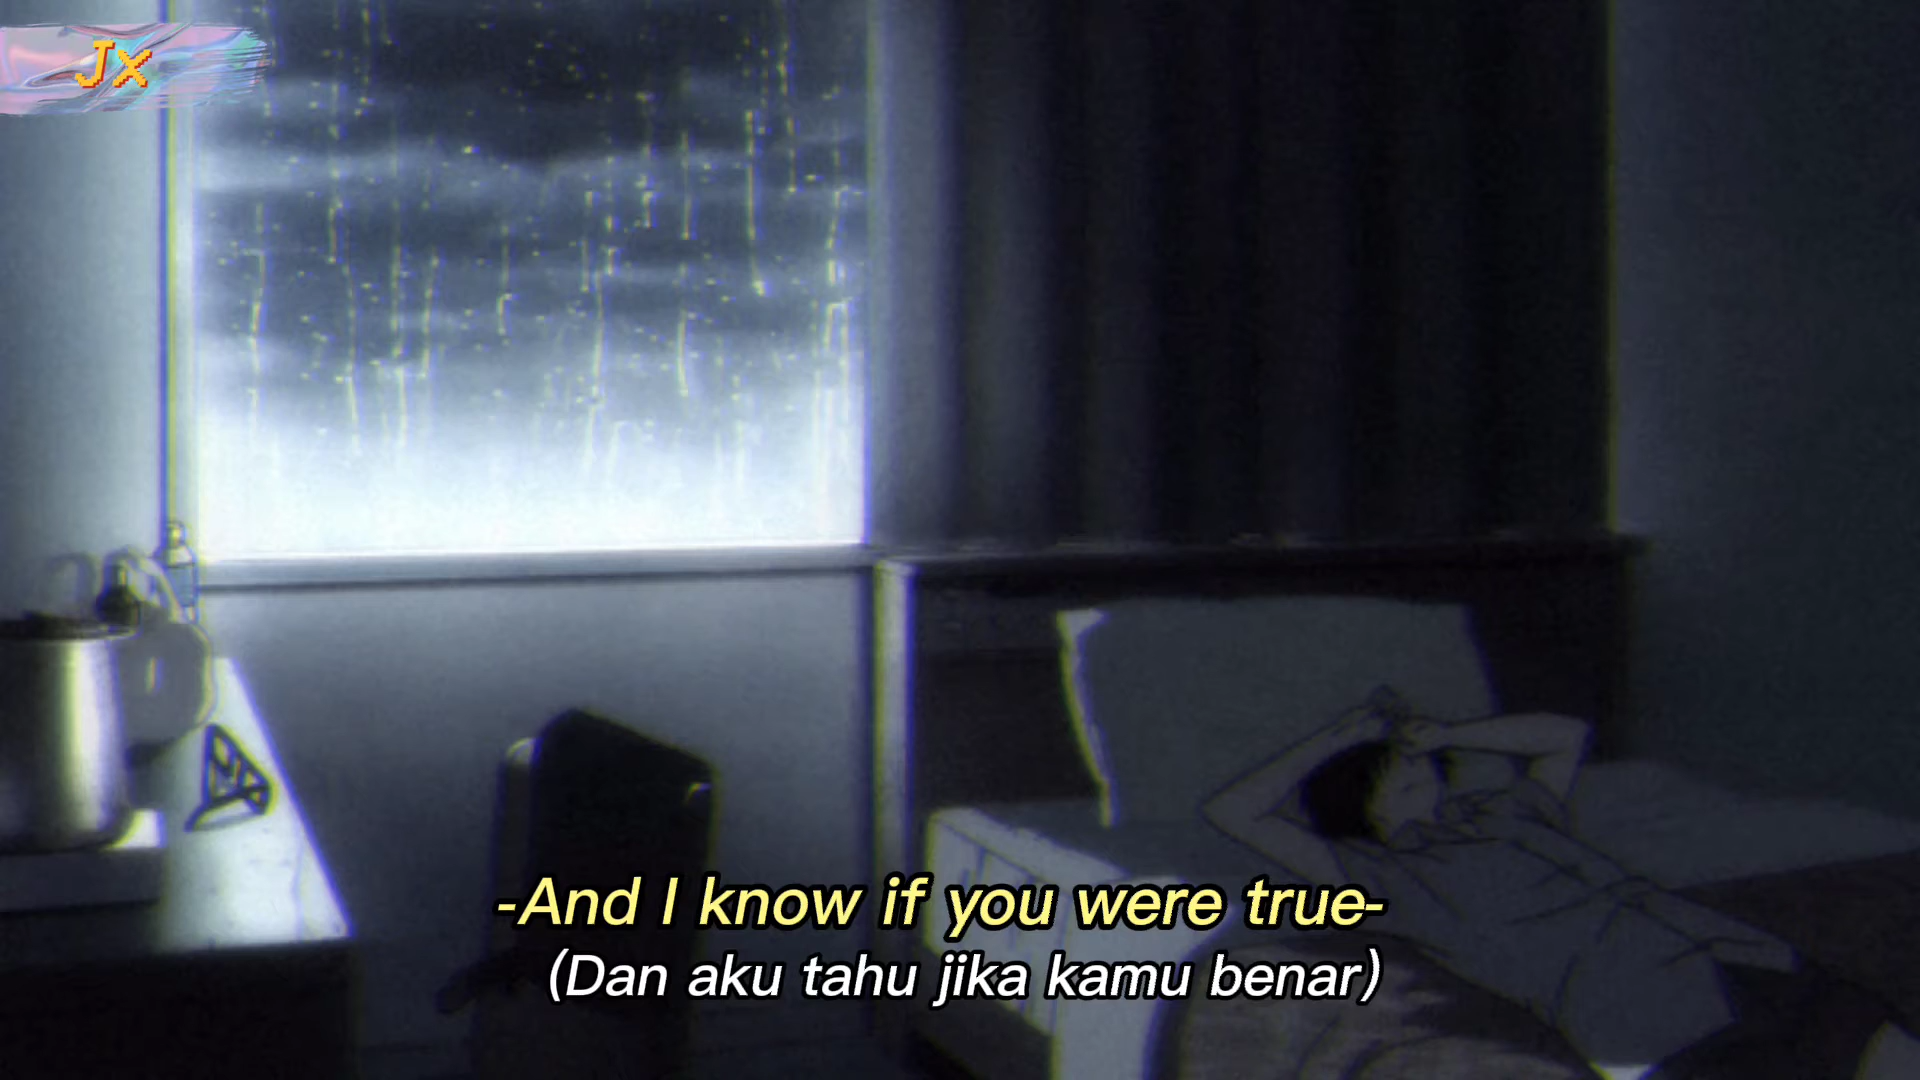 Jx
-And I know if you were true-
(Dan aku tahu jika kamu benar)